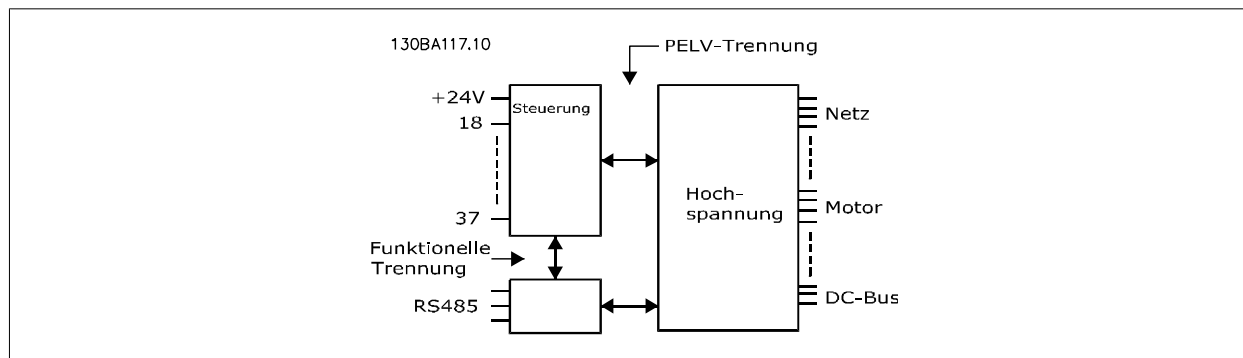 130BA117.10
PELV-Trennung
+24V
Steuerung
18
37
Funktionelle
Trennung
RS485
Hoch-
spannung
Netz
Motor
DC-Bus